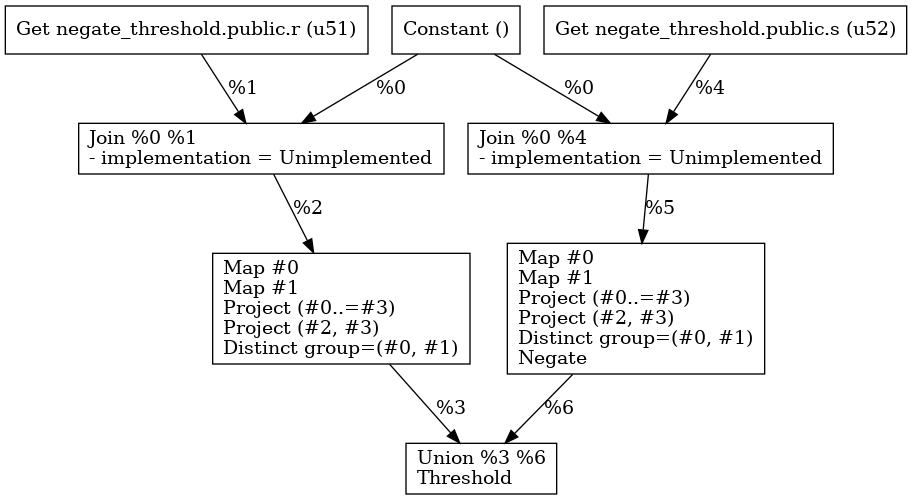 Get negate_threshold.public.r (u51)
Constant ()
Get negate_threshold.public.s (u52)
%1
%0
%0
%4
Join %0 %1
- implementation = Unimplemented
Join %0 %4
- implementation = Unimplemented
%2
%5
Map #0
Map #1
Project (#0..=#3)
Project (#2, #3)
Distinct group=(#0, #1)
Map #0
Map #1
Project (#0..=#3)
Project (#2, #3)
Distinct group=(#0, #1)
Negate
%3
%6
Union %3 %6
Threshold